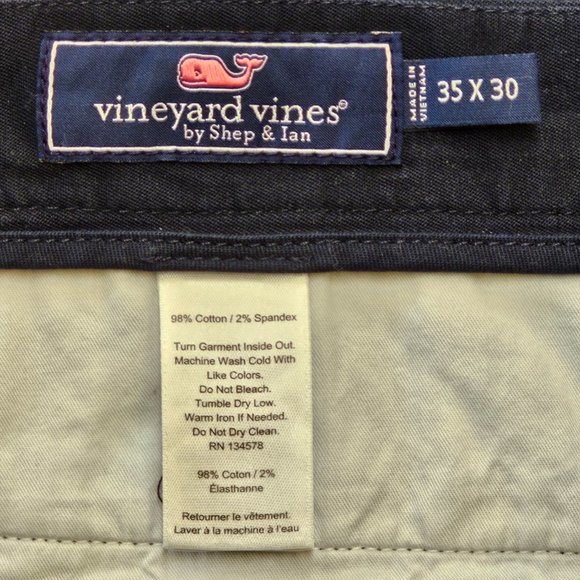 vineyard vines®
by Shep & Ian
MADE IN
VIETNAM
35 X 30
98% Cotton / 2% Spandex
Turn Garment Inside Out.
Machine Wash Cold With
Like Colors.
Do Not Bleach.
Tumble Dry Low.
Warm Iron If Needed.
Do Not Dry Clean.
RN 134578
98% Coton / 2%
Élasthanne
Retourner le vêtement.
Laver à la machine à l'eau